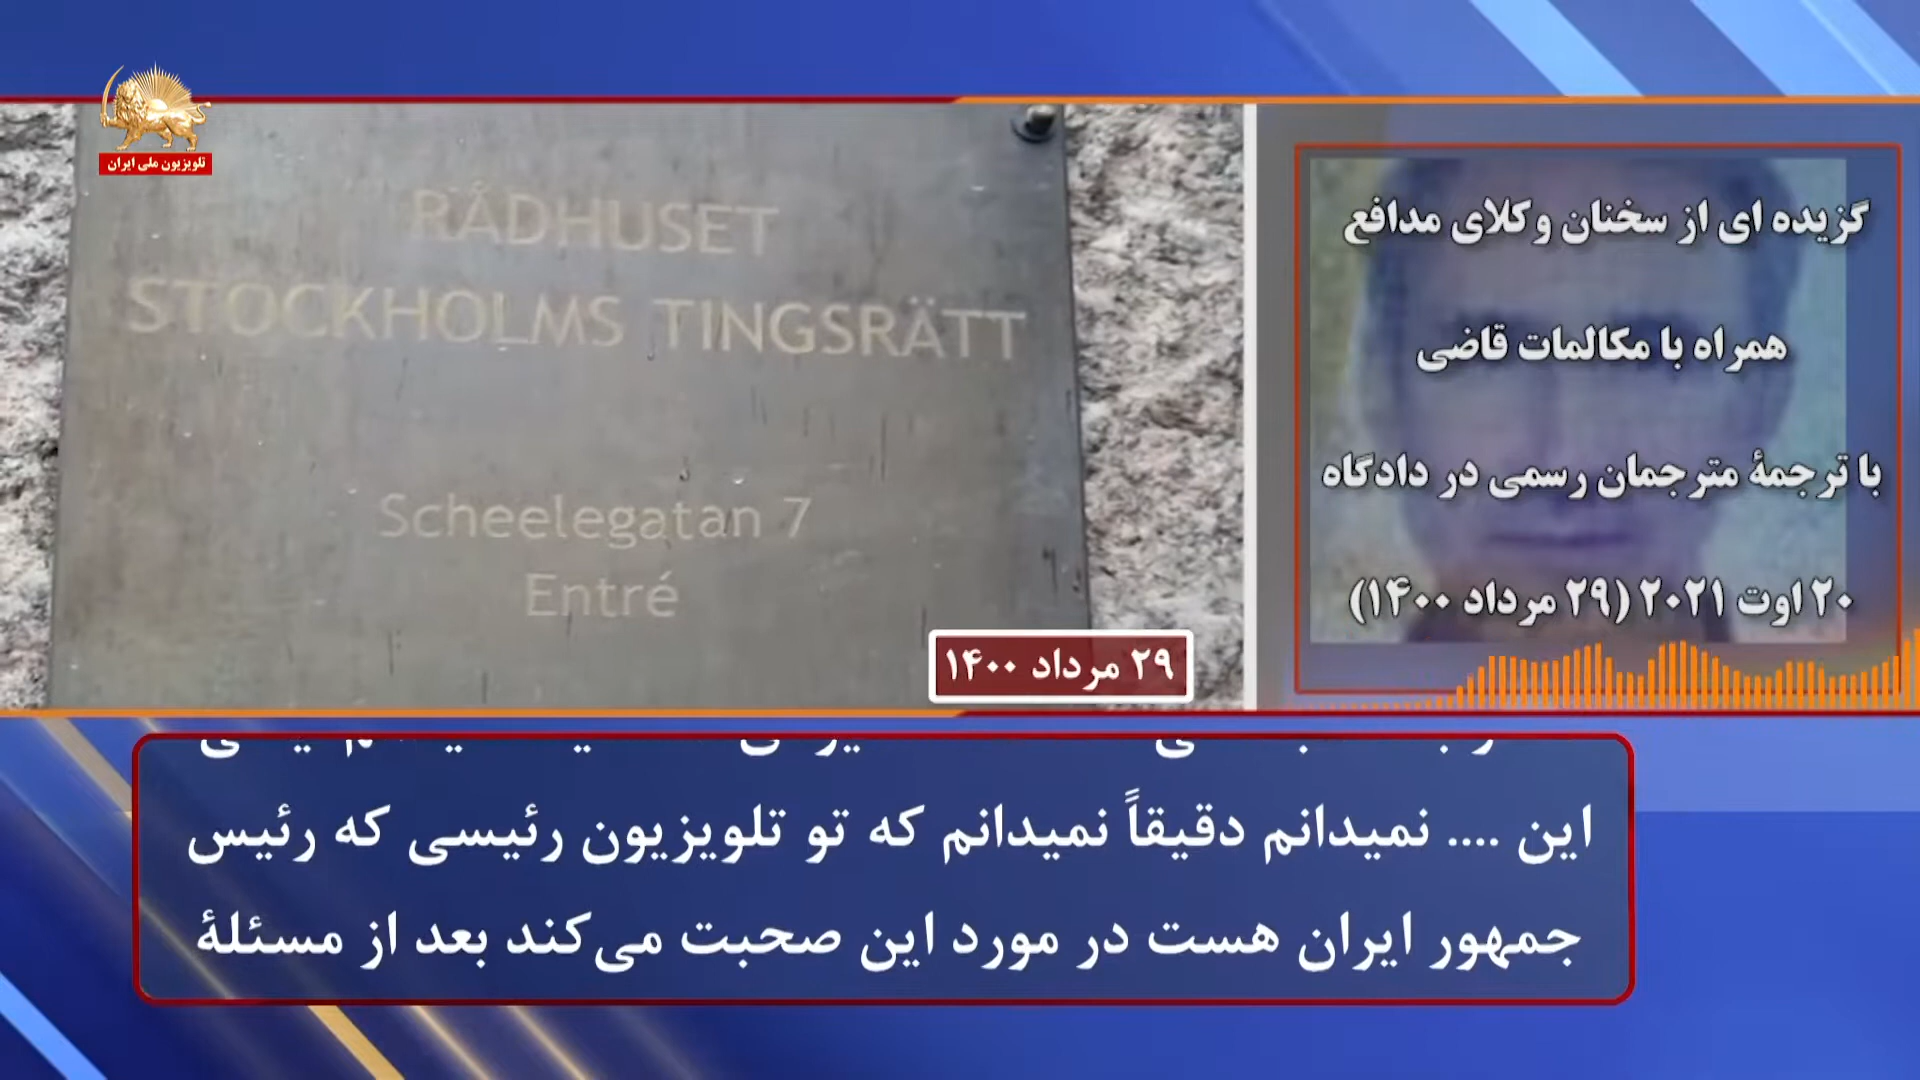 تلویزیون ملی ایران
RÅDHUSET
STOCKHOLMS TINGSRÄTT
Scheelegatan 7
Entré
گزیده ای از سخنان وکلای مدافع
همراه با مکالمات قاضی
با ترجمهٔ مترجمان رسمی در دادگاه
۲۰ اوت ۲۰۲۱ (۲۹ مرداد ۱۴۰۰)
۲۹ مرداد ۱۴۰۰
این .... نمیدانم دقیقاً نمیدانم که تو تلویزیون رئیسی که رئیس
جمهور ایران هست در مورد این صحبت می‌کند بعد از مسئلهٔ